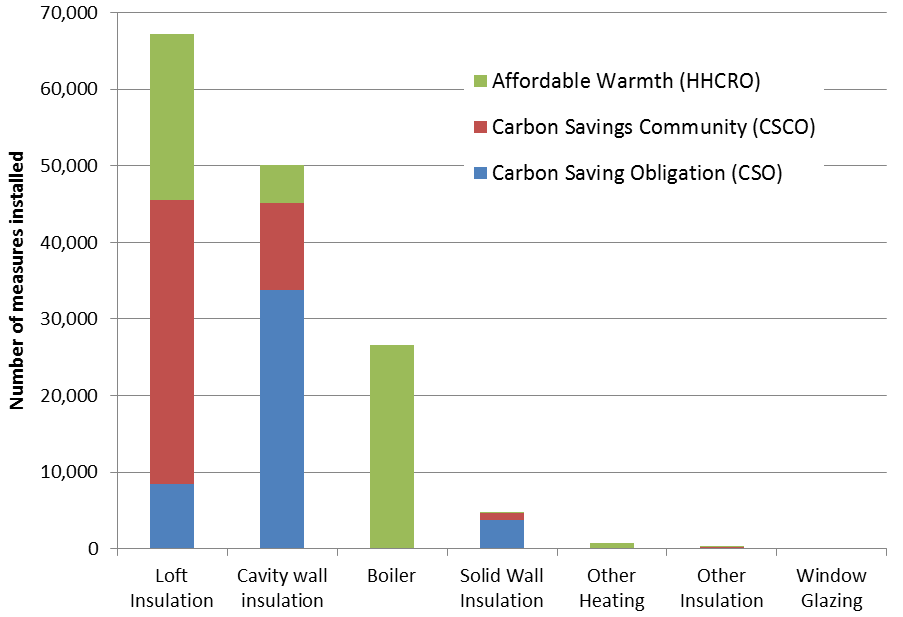 70,000
60,000
50,000
40,000
30,000
20,000
10,000
0
Number of measures installed
Affordable Warmth (HHCRO)
Carbon Savings Community (CSCO)
Carbon Saving Obligation (CSO)
Loft
Insulation
Cavity wall
insulation
Boiler
Solid Wall
Insulation
Other
Heating
Other
Insulation
Window
Glazing